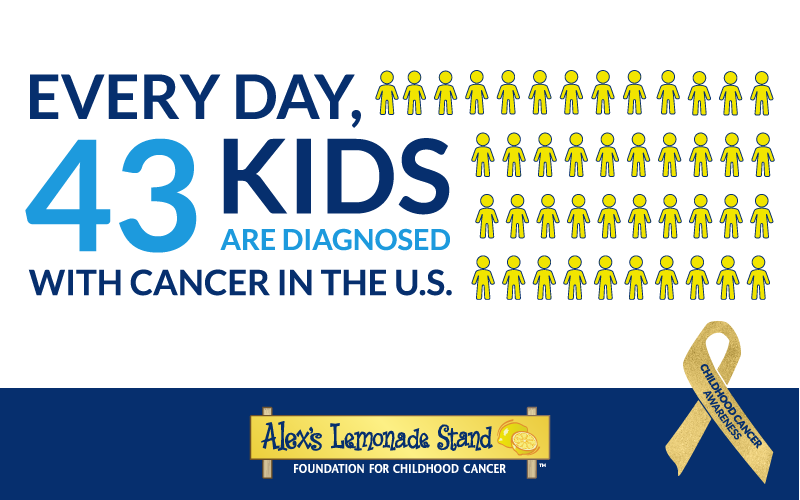 EVERY DAY,
43 KIDS
ARE DIAGNOSED
WITH CANCER IN THE U.S.
CHILDHOOD CANCER
AWARENESS
Alex's Lemonade Stand
FOUNDATION FOR CHILDHOOD CANCER ™